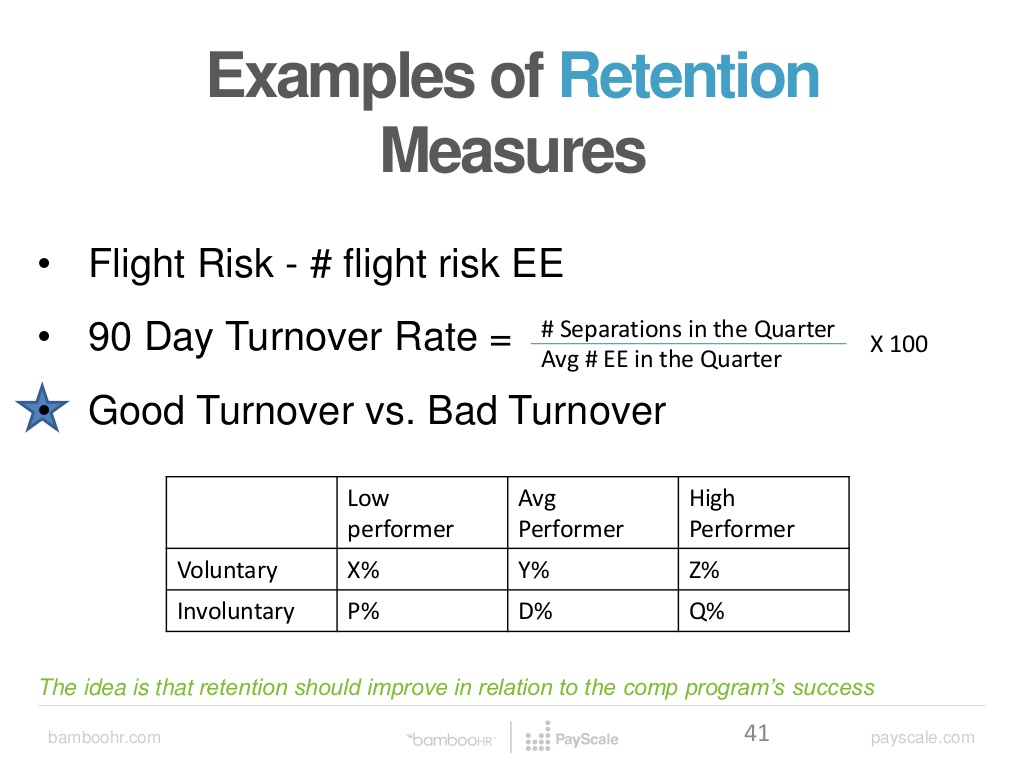 Examples of Retention
Measures
• Flight Risk - # flight risk EE
• 90 Day Turnover Rate = # Separations in the Quarter
Avg # EE in the Quarter
X 100
• Good Turnover vs. Bad Turnover
Low performer Avg Performer High Performer
Voluntary X% Y% Z%
Involuntary P% D% Q%
The idea is that retention should improve in relation to the comp program’s success
bamboohr.com bambooHR PayScale 41 payscale.com